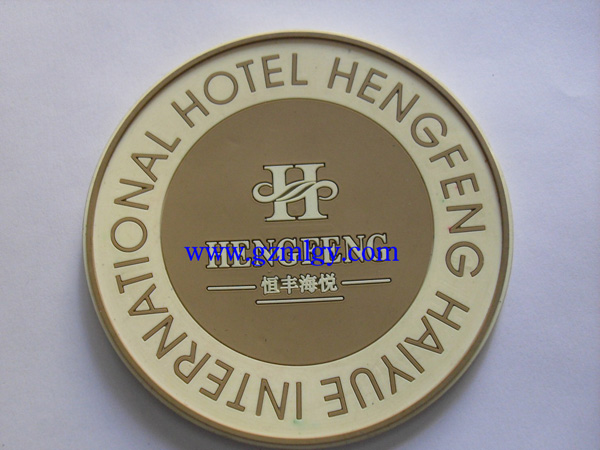 HENGFENG HAIYUE INTERNATIONAL HOTEL
H
HENGFENG
www.gzmlgy.com
恒丰海悦